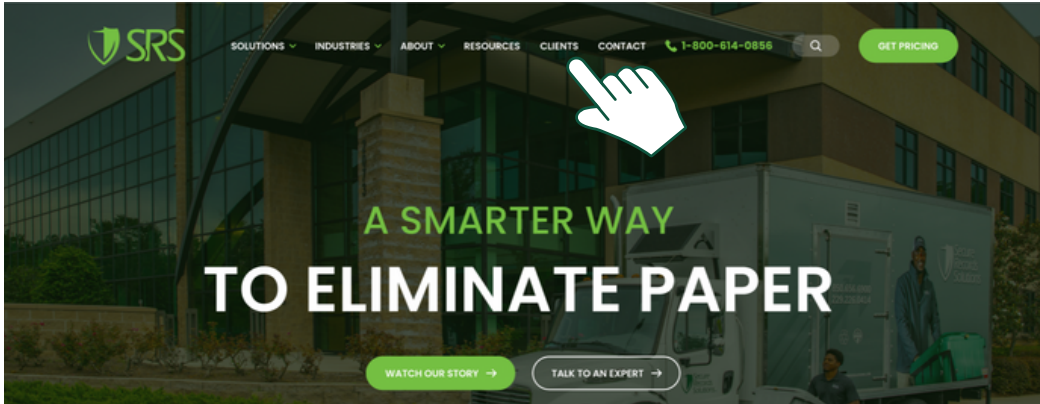 SRS
SOLUTIONS
INDUSTRIES
ABOUT
RESOURCES
CLIENTS
CONTACT
1-800-614-0856
GET PRICING
A SMARTER WAY
TO ELIMINATE PAPER
WATCH OUR STORY →
TALK TO AN EXPERT →